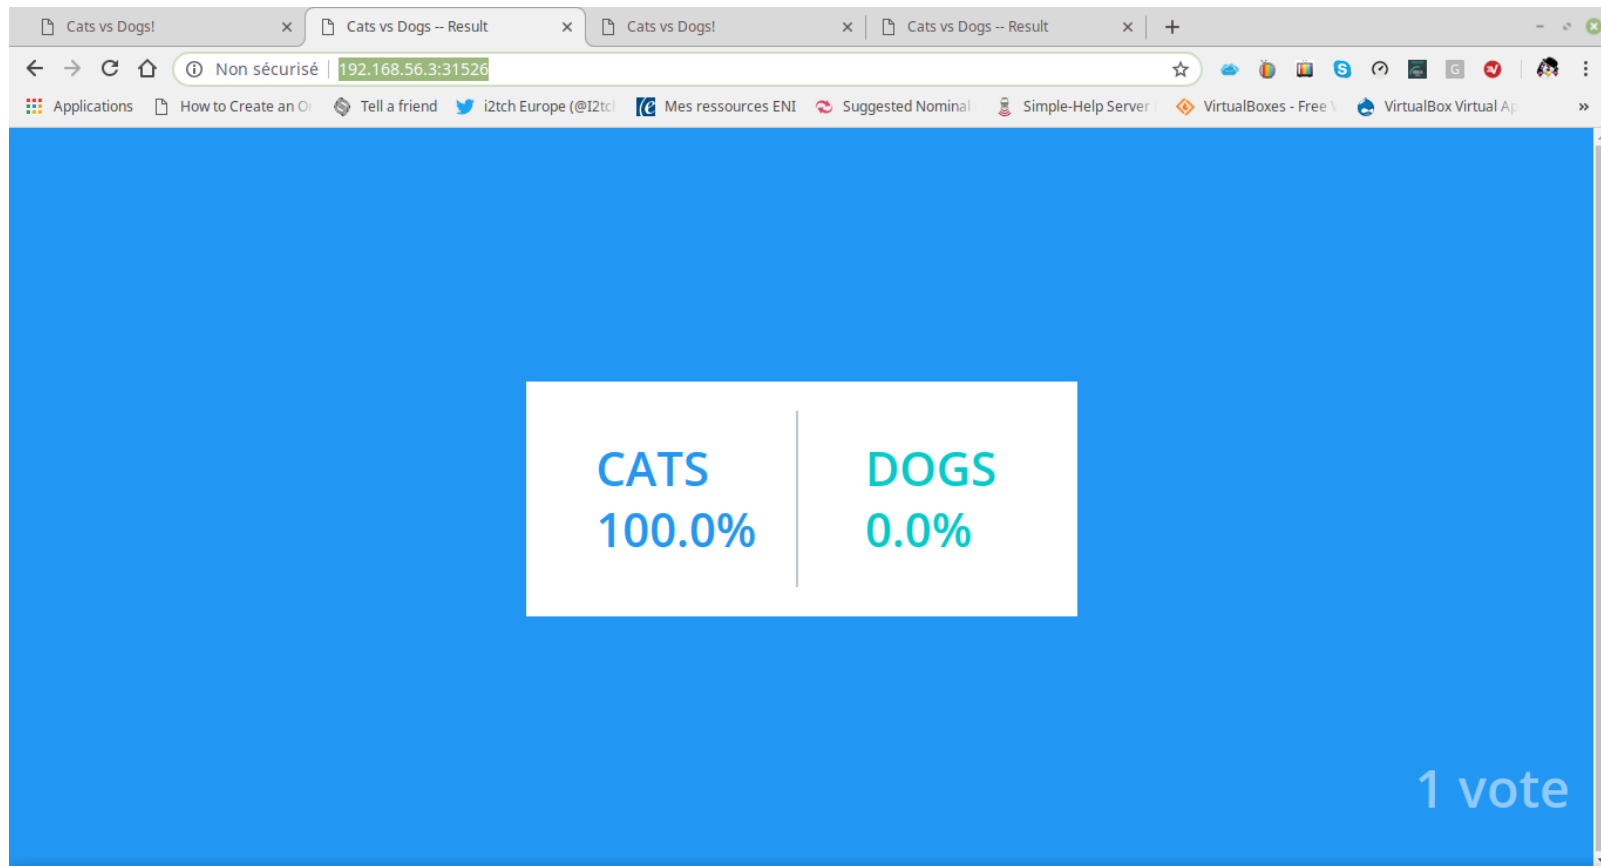 Cats vs Dogs! Cats vs Dogs -- Result Cats vs Dogs! Cats vs Dogs -- Result
Non sécurisé 192.168.56.3:31526
Applications How to Create an Tell a friend i2tch Europe (@I2tc Mes ressources ENI Suggested Nominal Simple-Help Server VirtualBoxes - Free VirtualBox Virtual
CATS
100.0%
DOGS
0.0%
1 vote